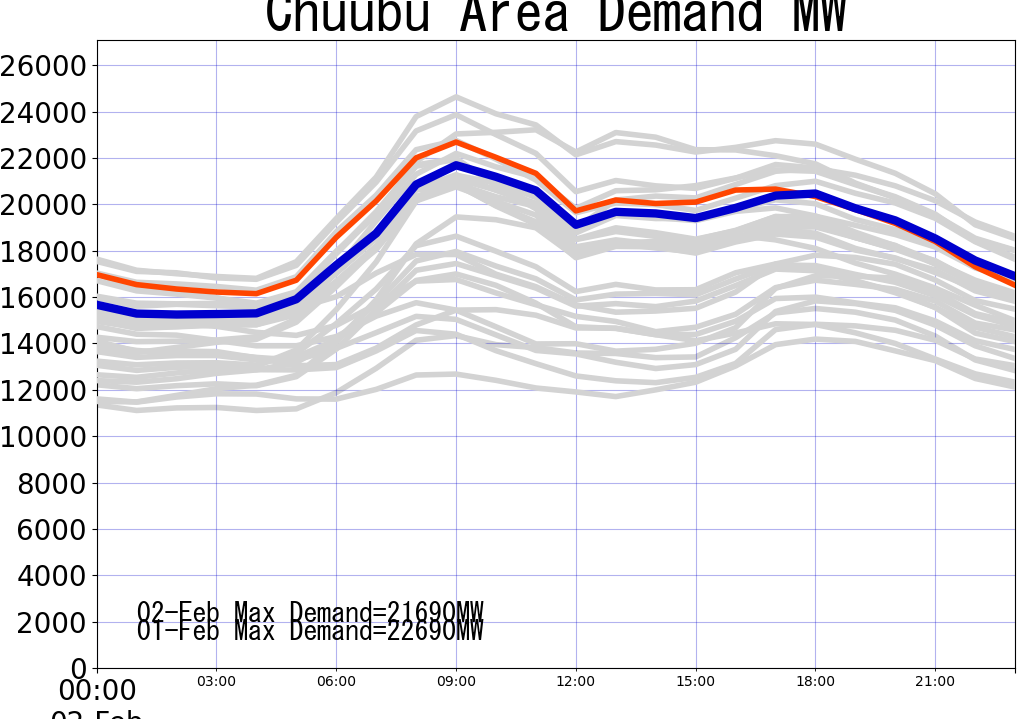 Chuubu Area Demand MW
26000
24000
22000
20000
18000
16000
14000
12000
10000
8000
6000
4000
2000
0
02-Feb Max Demand=21690MW
01-Feb Max Demand=22690MW
00:00 03:00 06:00 09:00 12:00 15:00 18:00 21:00
02-Feb